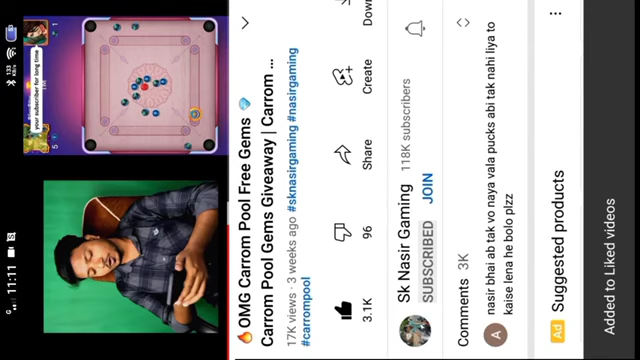 11:11
your subscriber for long time
5
1
🔥 OMG Carrom Pool Free Gems 💎
Carrom Pool Gems Giveaway | Carrom ...
17K views · 3 weeks ago #sknasirgaming #nasirgaming
#carrompool
3.1K
96
Share
Create
Sk Nasir Gaming 118K subscribers
SUBSCRIBED JOIN
Comments 3K
A
nasir bhai ab tak vo naya vala pucks abi tak nahi liya to
kaise lena he bolo plzz
Ad Suggested products
Added to Liked videos